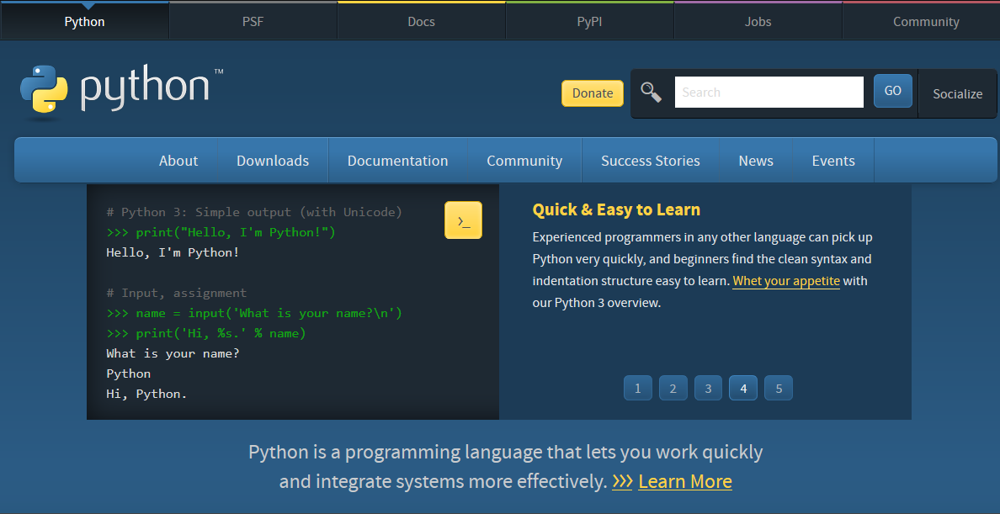 Python PSF Docs PyPI Jobs Community
python™
Donate Search GO Socialize
About Downloads Documentation Community Success Stories News Events
# Python 3: Simple output (with Unicode)
>>> print("Hello, I'm Python!")
Hello, I'm Python!
# Input, assignment
>>> name = input('What is your name?\n')
>>> print('Hi, %s.' % name)
What is your name?
Python
Hi, Python.
>_
Quick & Easy to Learn
Experienced programmers in any other language can pick up
Python very quickly, and beginners find the clean syntax and
indentation structure easy to learn. Whet your appetite with
our Python 3 overview.
1 2 3 4 5
Python is a programming language that lets you work quickly
and integrate systems more effectively. >>> Learn More